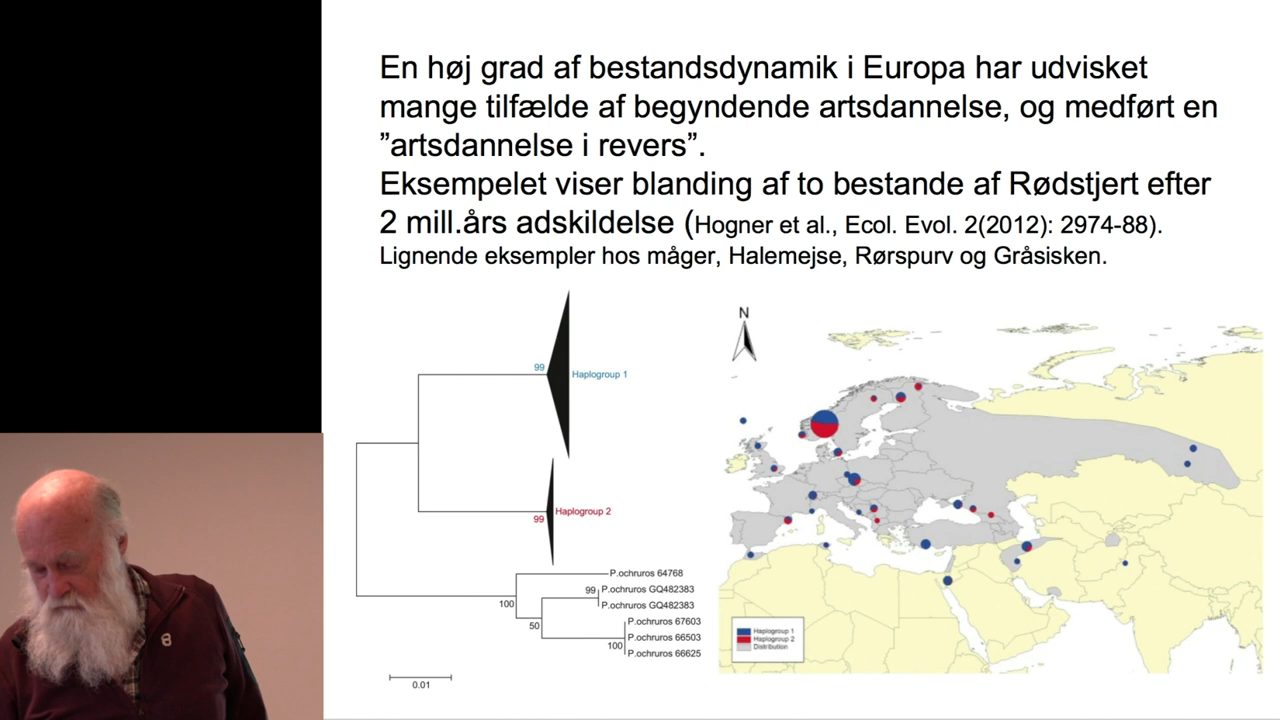 En høj grad af bestandsdynamik i Europa har udvisket
mange tilfælde af begyndende artsdannelse, og medført en
”artsdannelse i revers”.
Eksempelet viser blanding af to bestande af Rødstjert efter
2 mill.års adskildelse (Hogner et al., Ecol. Evol. 2(2012): 2974-88).
Lignende eksempler hos måger, Halemejse, Rørspurv og Gråsisken.
99
Haplogroup 1
99
Haplogroup 2
P.ochruros 64768
99
P.ochruros GQ482383
100
P.ochruros GQ482383
50
P.ochruros 67603
P.ochruros 66503
100
P.ochruros 66625
0.01
N
Haplogroup 1
Haplogroup 2
Distribution